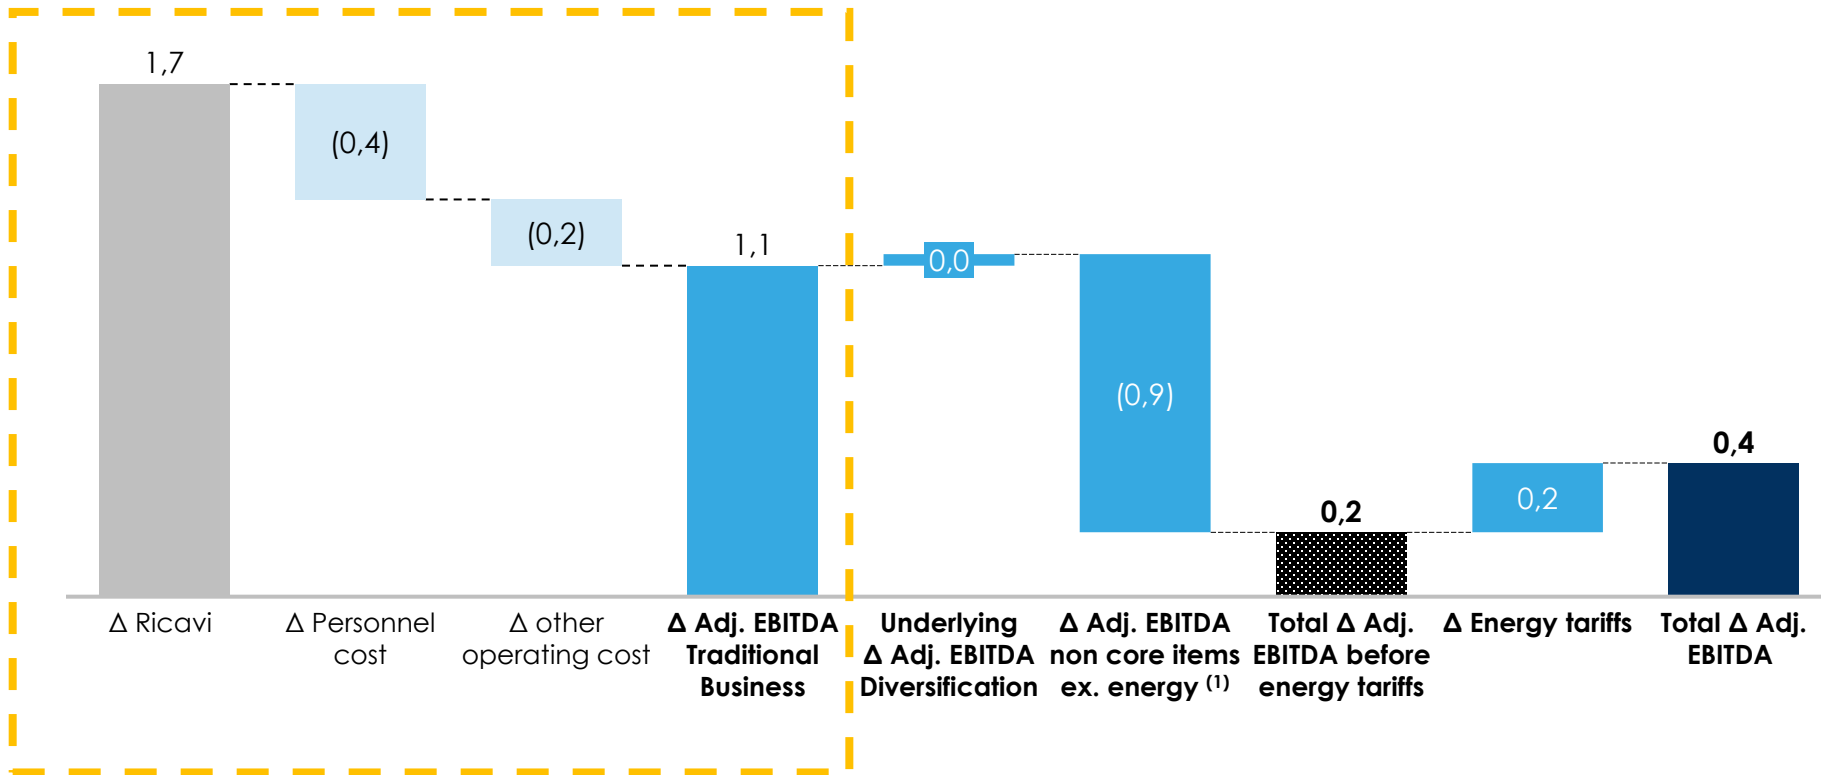 1,7
(0,4)
(0,2)
1,1
0,0
(0,9)
0,2
0,2
0,4
Δ Ricavi
Δ Personnel
cost
Δ other
operating cost
Δ Adj. EBITDA
Traditional
Business
Underlying
Δ Adj. EBITDA
Diversification
Δ Adj. EBITDA
non core items
ex. energy (1)
Total Δ Adj.
EBITDA before
energy tariffs
Δ Energy tariffs
Total Δ Adj.
EBITDA